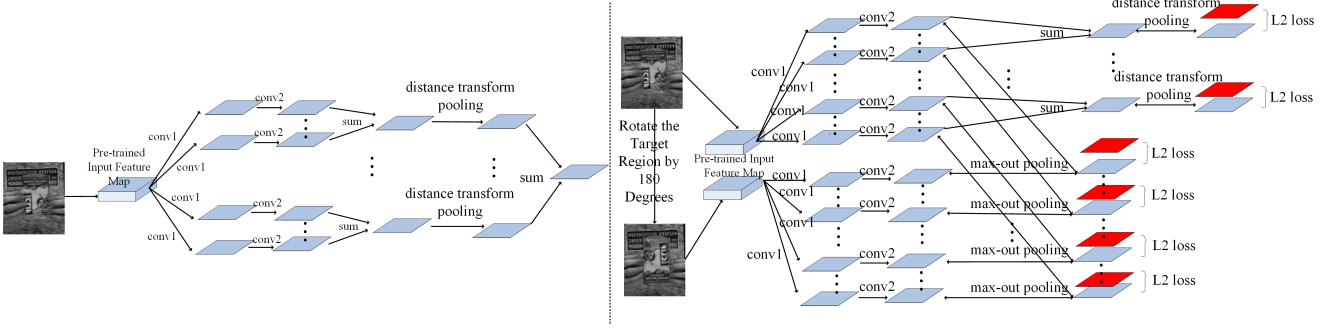 Pre-trained
Input Feature
Map
conv1
conv1
conv1
conv1
conv2
conv2
conv2
conv2
sum
sum
distance transform
pooling
distance transform
pooling
sum
Rotate the
Target
Region by
180
Degrees
Pre-trained Input
Feature Map
conv1
conv1
conv1
conv1
conv1
conv1
conv1
conv1
conv2
conv2
conv2
conv2
conv2
conv2
conv2
conv2
sum
sum
distance transform
pooling
L2 loss
distance transform
pooling
L2 loss
max-out pooling
L2 loss
max-out pooling
L2 loss
max-out pooling
L2 loss
max-out pooling
L2 loss